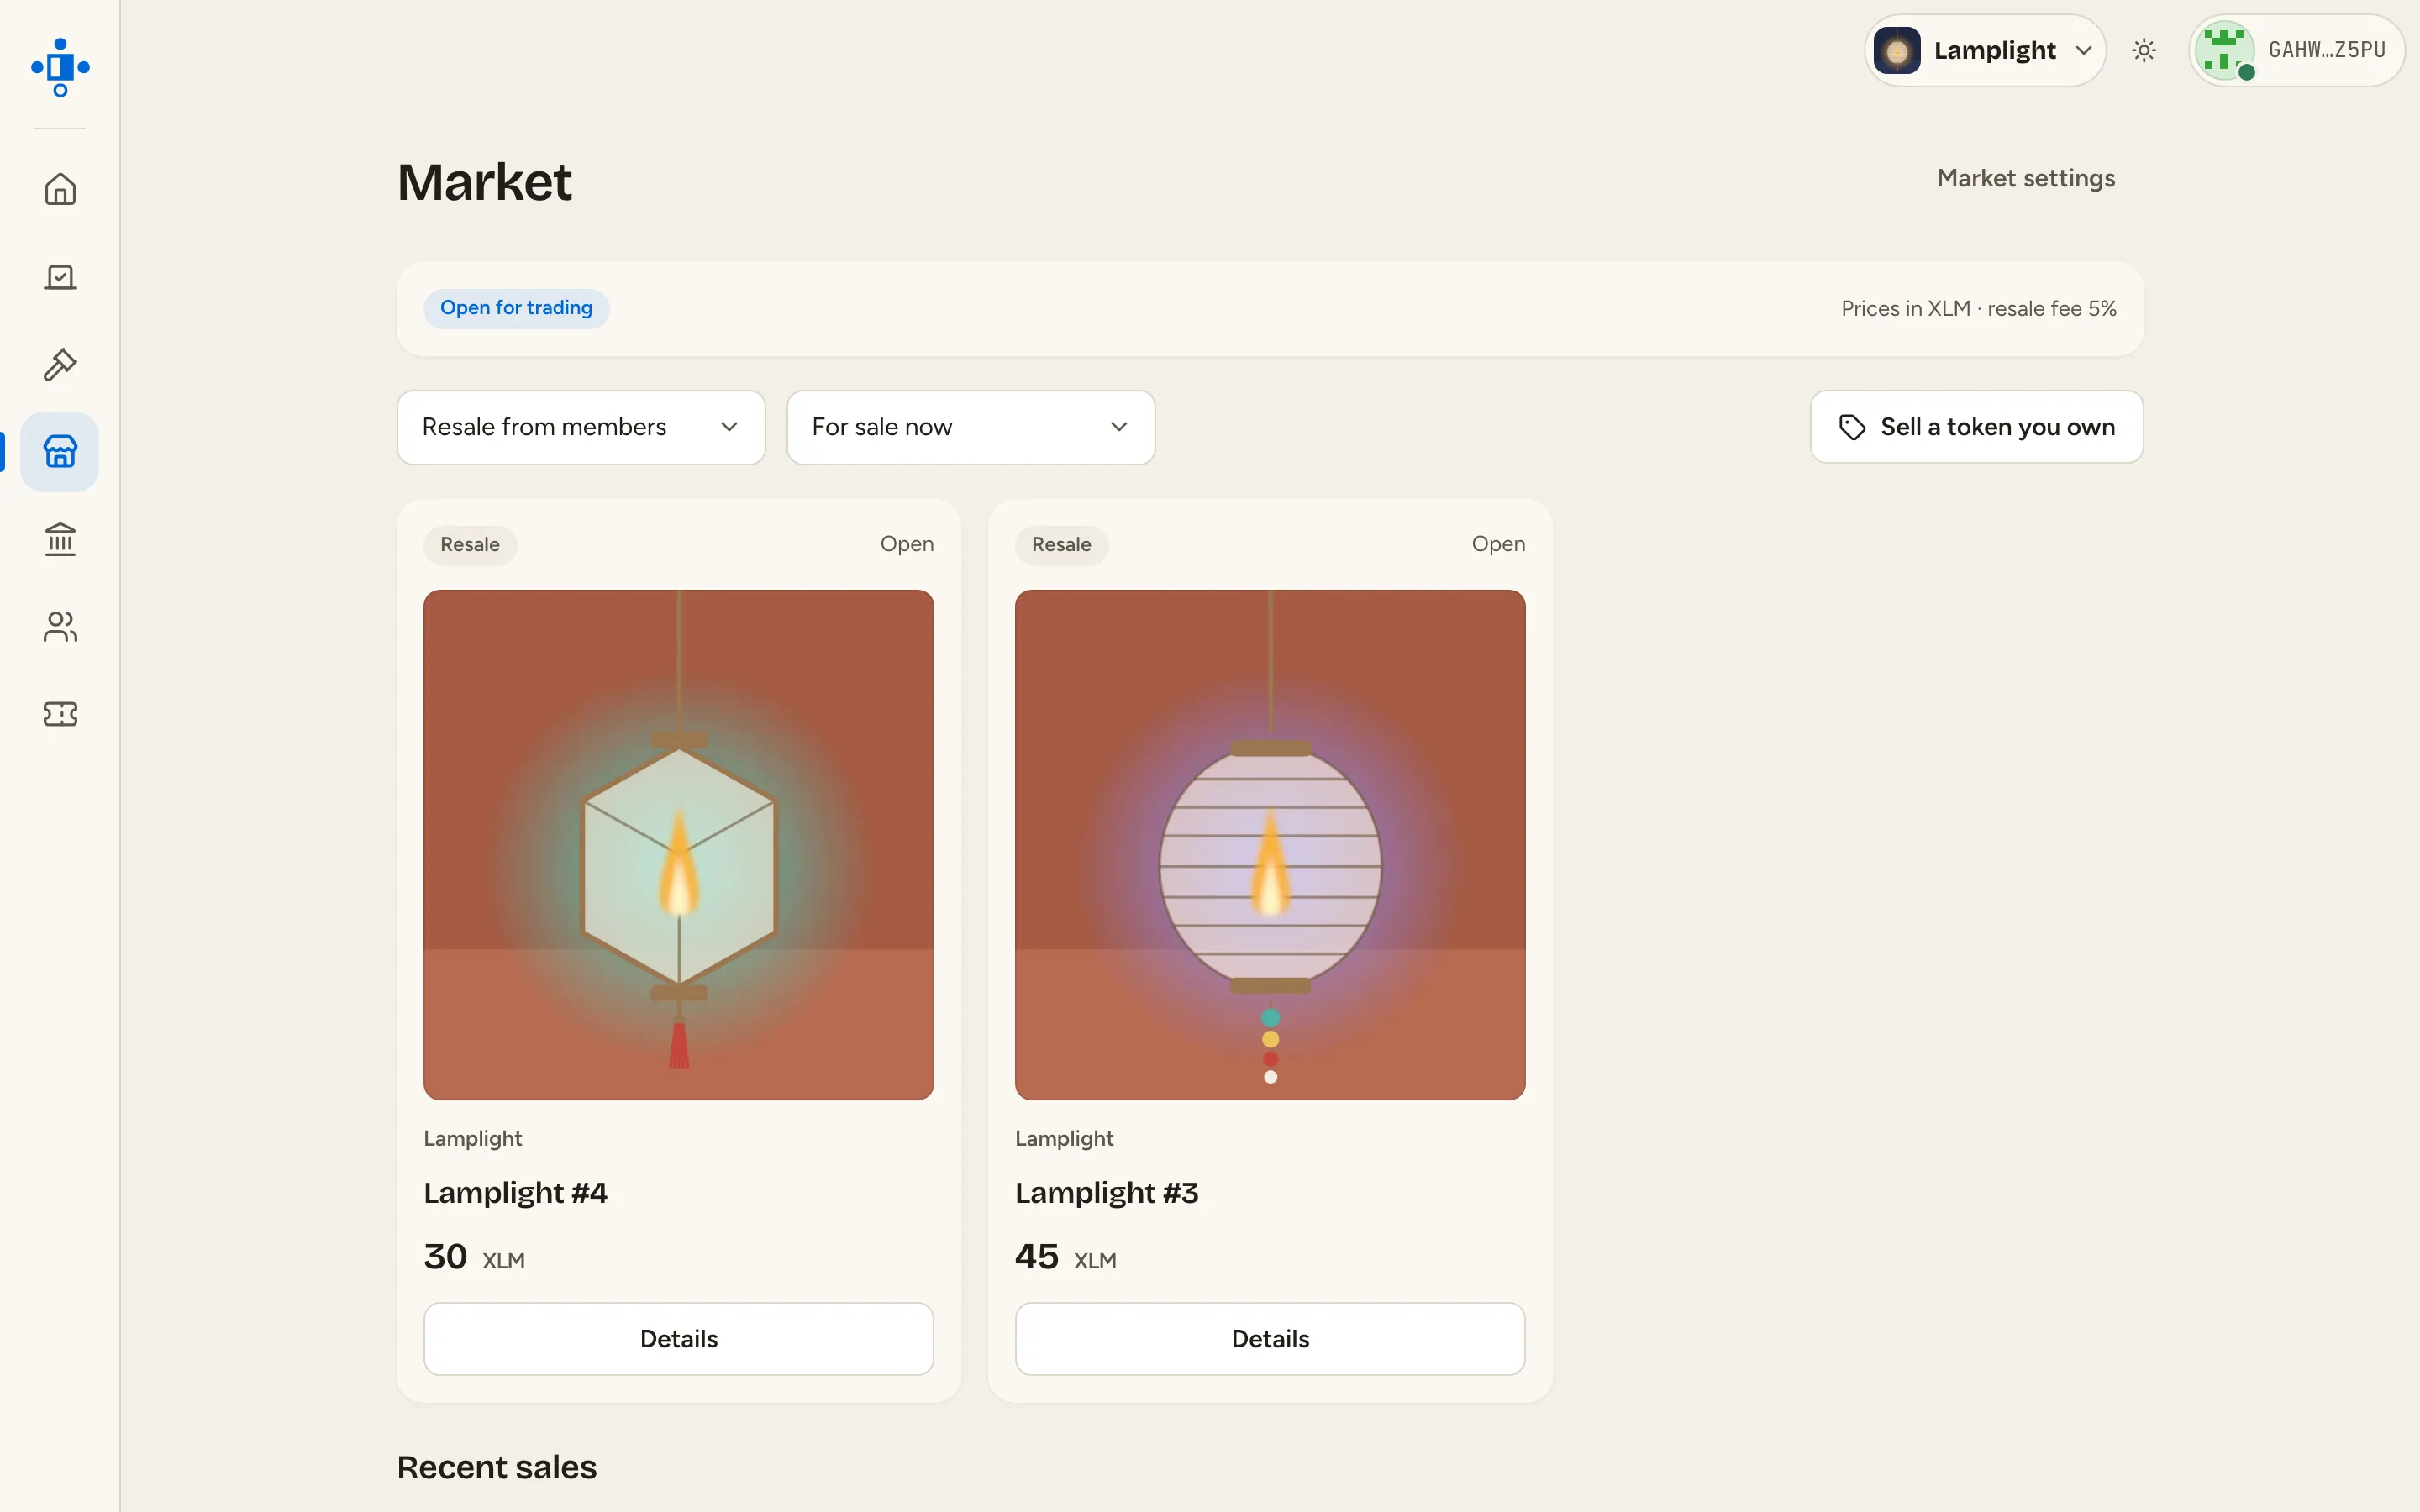 Lamplight
GAHW…Z5PU
Market
Market settings
Open for trading
Prices in XLM · resale fee 5%
Resale from members
For sale now
Sell a token you own
Resale
Open
Lamplight
Lamplight #4
30 XLM
Details
Resale
Open
Lamplight
Lamplight #3
45 XLM
Details
Recent sales